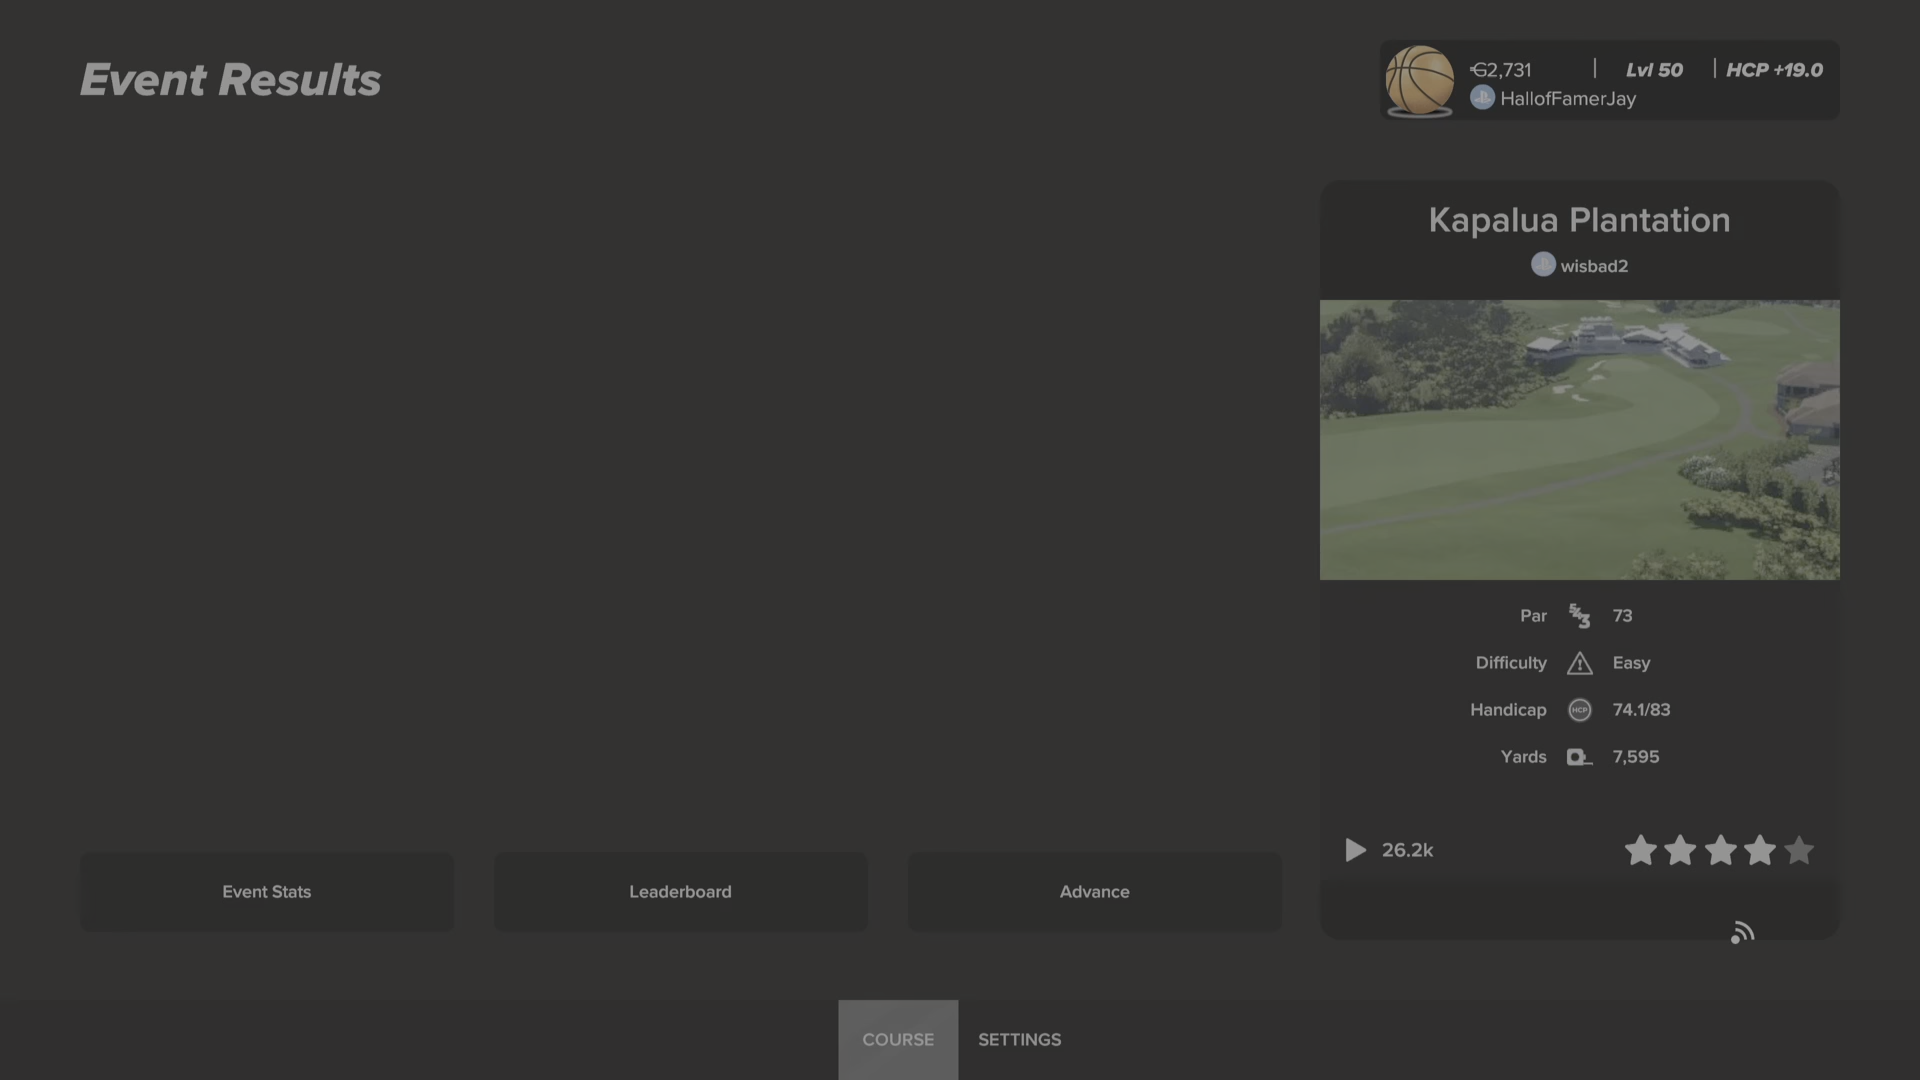 Event Results
G2,731 | Lvl 50 | HCP +19.0
HallofFamerJay
Kapalua Plantation
wisbad2
Par 73
Difficulty Easy
Handicap HCP 74.1/83
Yards 7,595
26.2k
Event Stats
Leaderboard
Advance
COURSE
SETTINGS